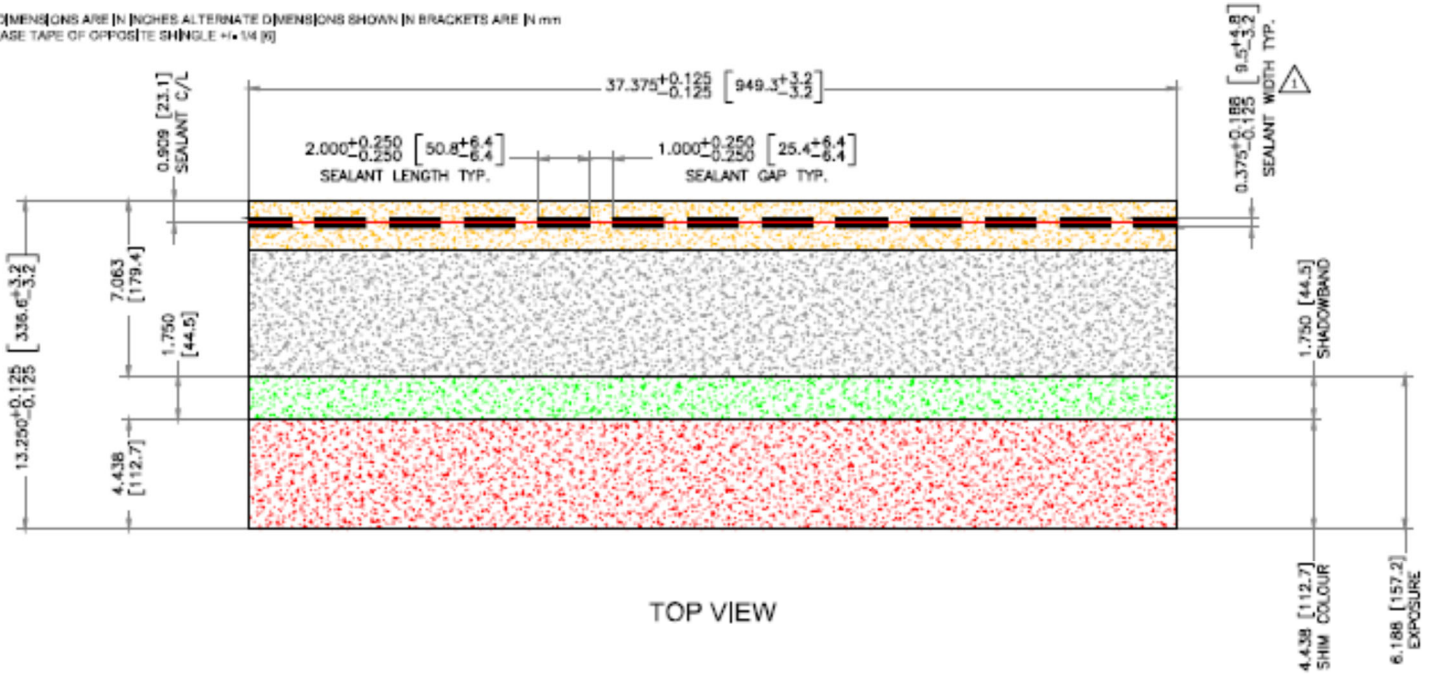 DIMENSIONS ARE IN INCHES ALTERNATE DIMENSIONS SHOWN IN BRACKETS ARE IN mm
ASE TAPE OF OPPOSITE SHINGLE +/- 1/4 [6]
0.909 [23.1]
SEALANT C/L
37.375+0.125 -0.125 [949.3+3.2 -3.2]
2.000+0.250 -0.250 [50.8+6.4 -6.4]
SEALANT LENGTH TYP.
1.000+0.250 -0.250 [25.4+6.4 -6.4]
SEALANT GAP TYP.
0.375+0.188 -0.125 [9.5+4.8 -3.2]
SEALANT WIDTH TYP.
1
13.250+0.125 -0.125 [336.6+3.2 -3.2]
7.063
[179.4]
1.750
[44.5]
4.438
[112.7]
1.750 [44.5]
SHADOWBAND
4.438 [112.7]
SHIM COLOUR
6.188 [157.2]
EXPOSURE
TOP VIEW